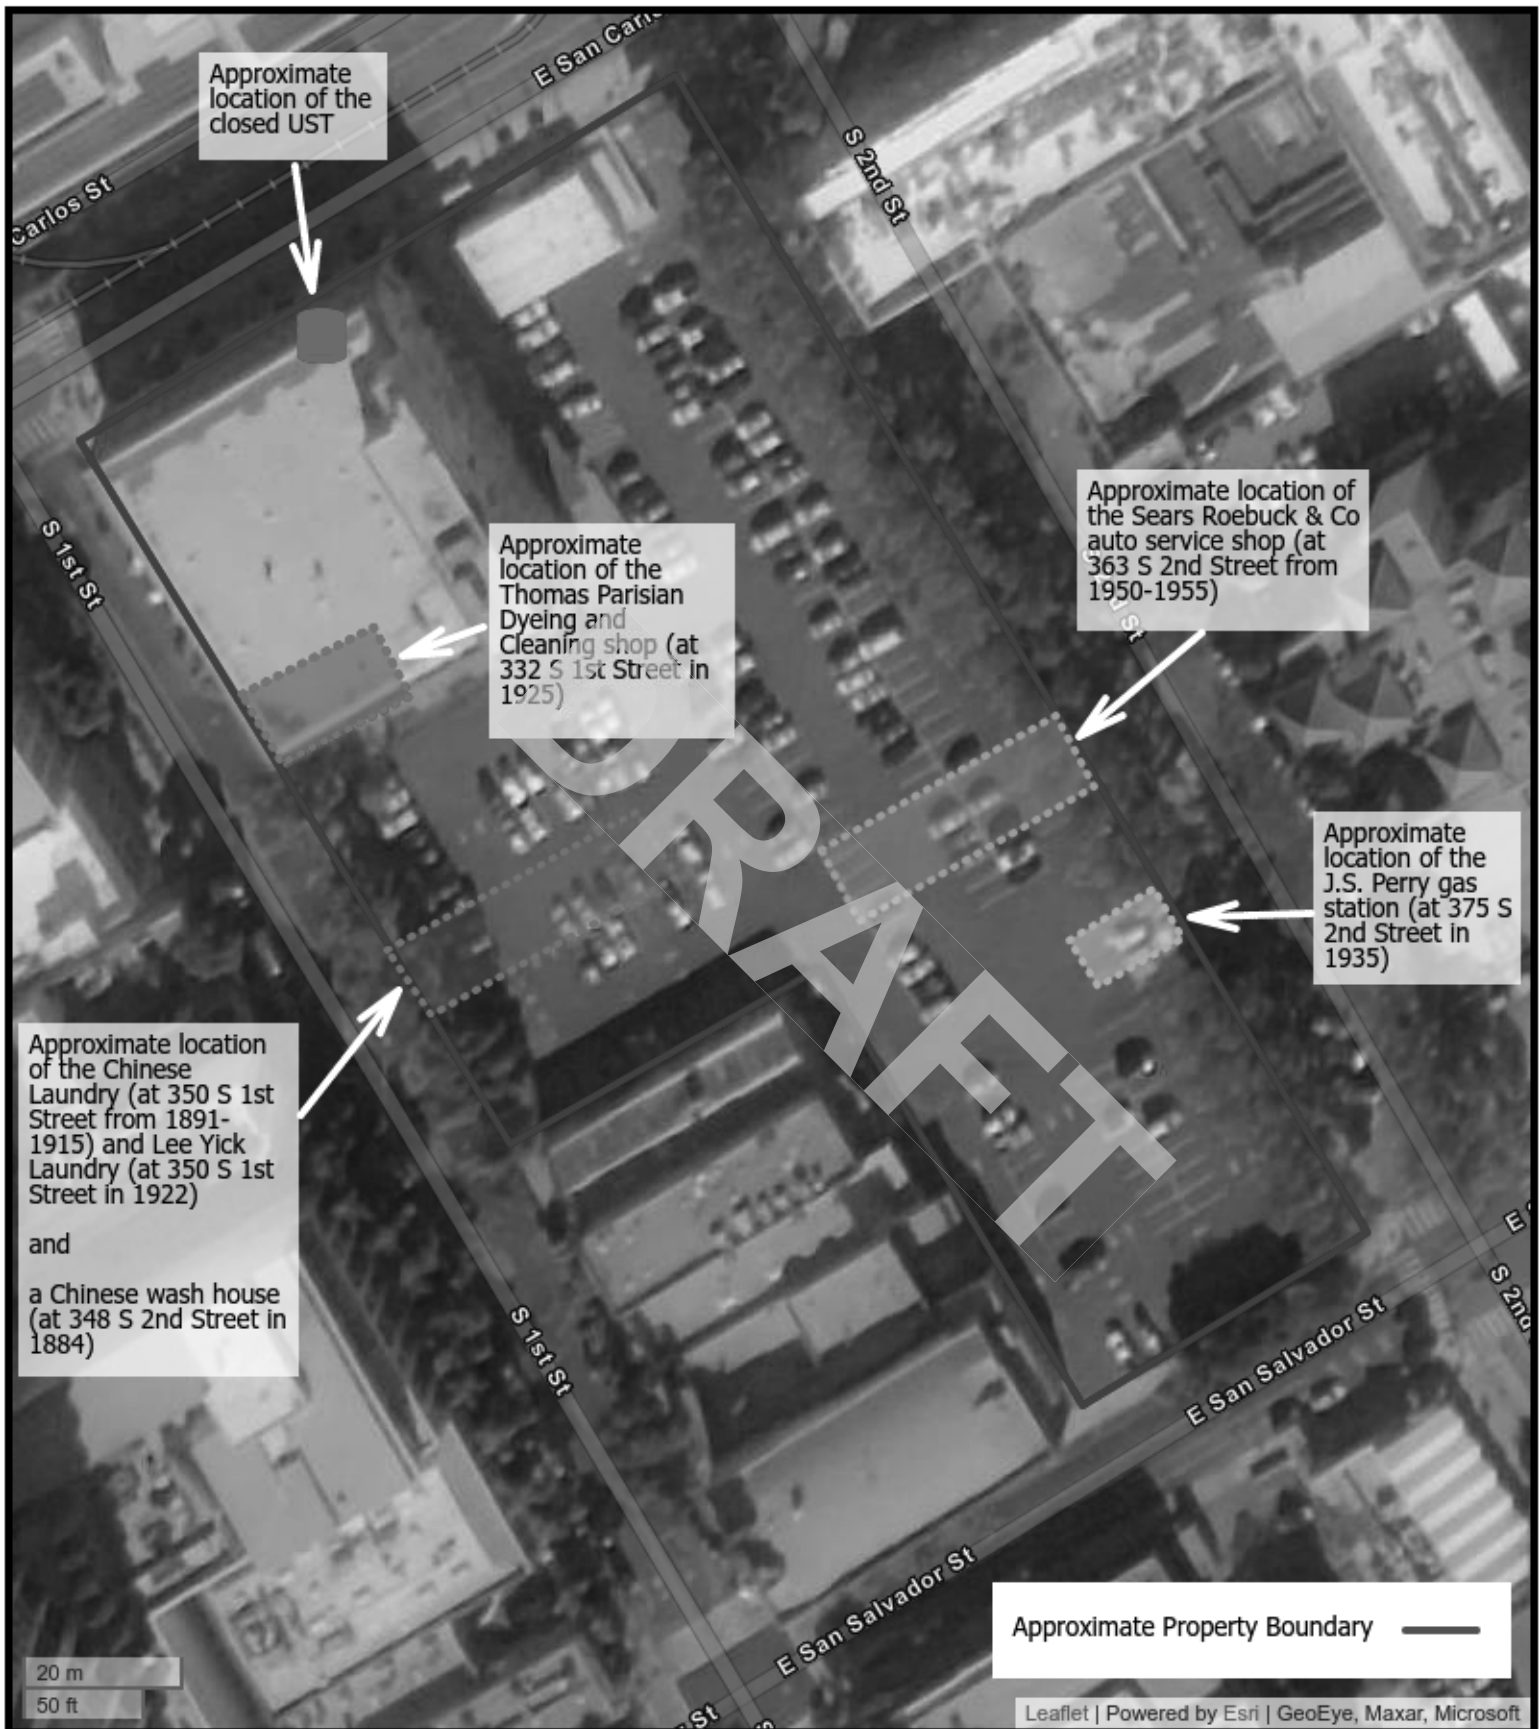 E San Carl
Approximate
location of the
closed UST
S 2nd St
Carlos St
Approximate location of
the Sears Roebuck & Co
auto service shop (at
363 S 2nd Street from
1950-1955)
S 1st St
Approximate
location of the
Thomas Parisian
Dyeing and
Cleaning shop (at
332 S 1st Street in
1925)
St
DRAFT
Approximate
location of the
J.S. Perry gas
station (at 375 S
2nd Street in
1935)
Approximate location
of the Chinese
Laundry (at 350 S 1st
Street from 1891-
1915) and Lee Yick
Laundry (at 350 S 1st
Street in 1922)
and
a Chinese wash house
(at 348 S 2nd Street in
1884)
E
S 2nd
S 1st St
E San Salvador St
E San Salvador St
Approximate Property Boundary
20 m
50 ft
St
S
Leaflet | Powered by Esri | GeoEye, Maxar, Microsoft